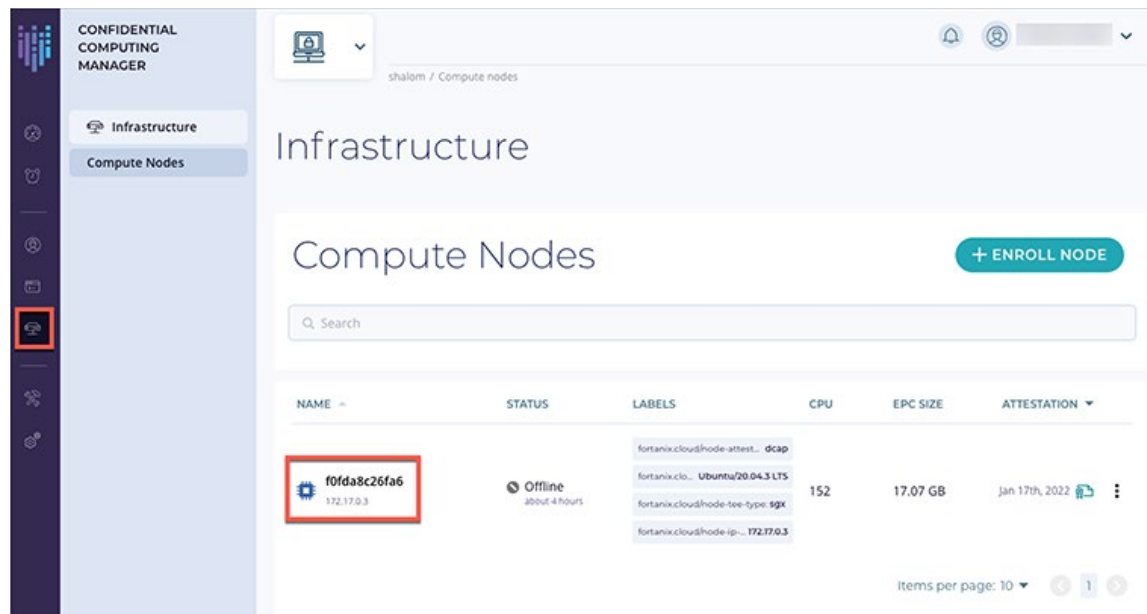 CONFIDENTIAL
COMPUTING
MANAGER
shalom / Compute nodes
Infrastructure
Compute Nodes
Infrastructure
Compute Nodes
+ ENROLL NODE
Search
NAME STATUS LABELS CPU EPC SIZE ATTESTATION
fortanix.cloud/node-attest... dcap
f0fda8c26fa6
172.17.0.3
Offline
about 4 hours
fortanix.clo... Ubuntu/20.04.3 LTS
fortanix.cloud/node-tee-type: sgx
152 17.07 GB Jan 17th, 2022
fortanix.cloud/node-ip-... 172.17.0.3
Items per page: 10 1